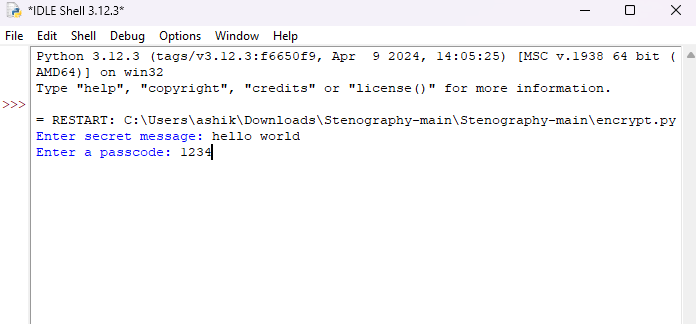 *IDLE Shell 3.12.3*
File Edit Shell Debug Options Window Help
Python 3.12.3 (tags/v3.12.3:f6650f9, Apr  9 2024, 14:05:25) [MSC v.1938 64 bit (
AMD64)] on win32
Type "help", "copyright", "credits" or "license()" for more information.
>>>
= RESTART: C:\Users\ashik\Downloads\Stenography-main\Stenography-main\encrypt.py
Enter secret message: hello world
Enter a passcode: 1234